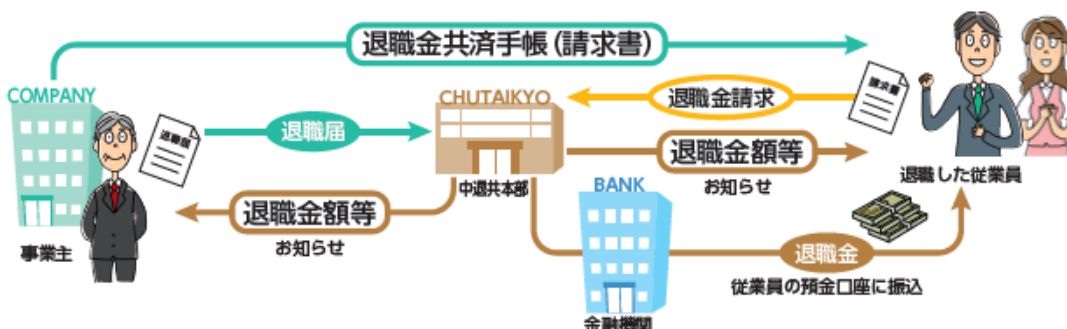 退職金共済手帳(請求書)
COMPANY
退職届
退職届
CHUTAIKYO
退職金請求
請求書
退職金額等
お知らせ
中退共本部
退職した従業員
BANK
退職金額等
お知らせ
事業主
退職金
従業員の預金口座に振込
金融機関